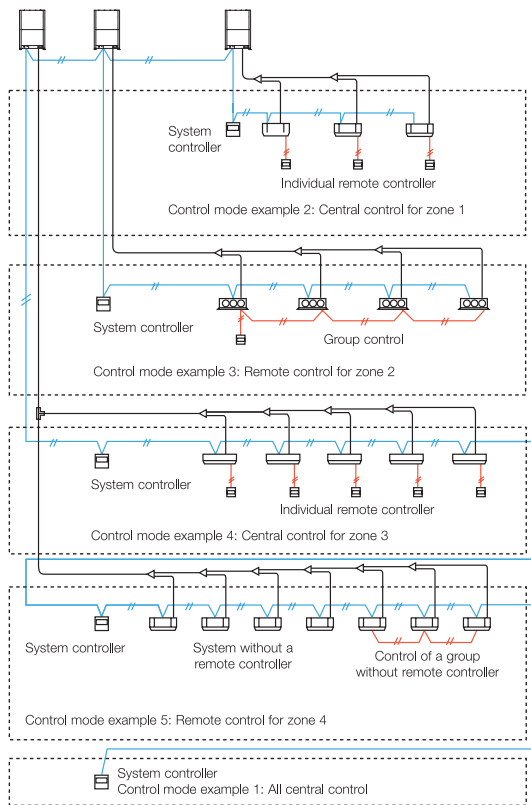 System
controller
Individual remote controller
Control mode example 2: Central control for zone 1
System controller
Group control
Control mode example 3: Remote control for zone 2
System controller
Individual remote controller
Control mode example 4: Central control for zone 3
System controller
System without a
remote controller
Control of a group
without remote controller
Control mode example 5: Remote control for zone 4
System controller
Control mode example 1: All central control